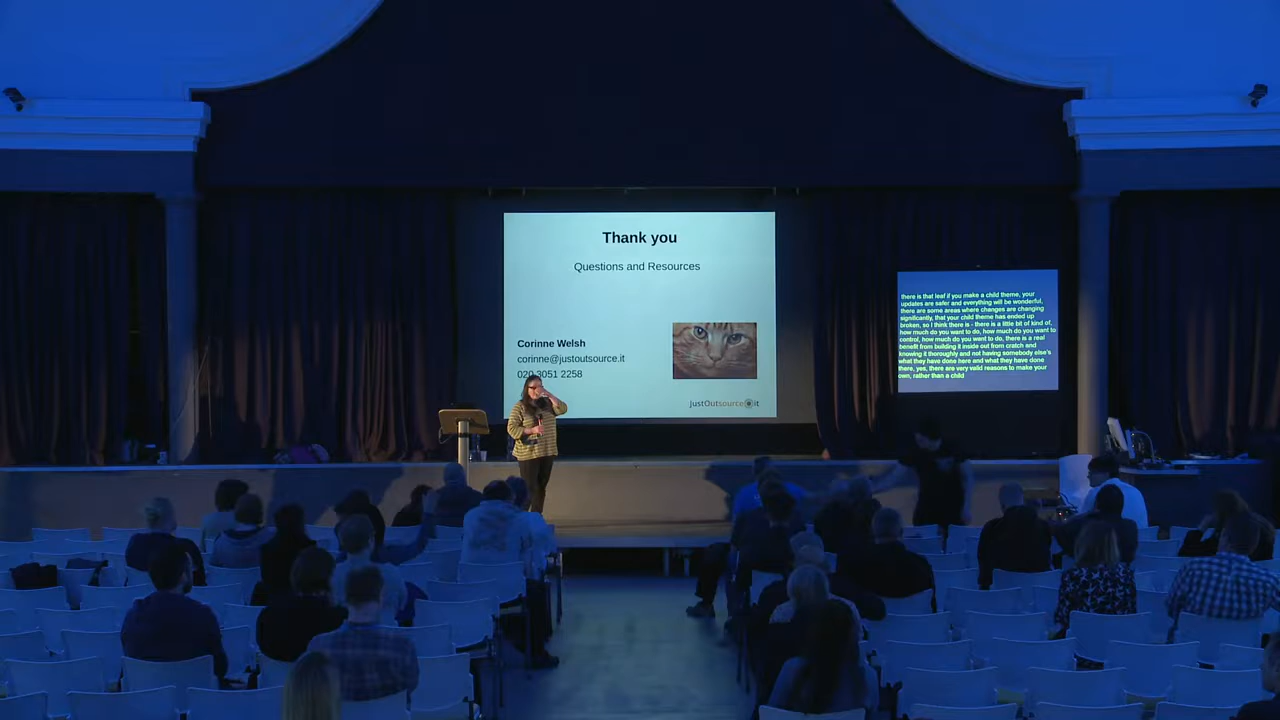 Thank you
Questions and Resources
Corinne Welsh
corinne@justoutsource.it
020 3051 2258
JustOutsource it
there is that leaf if you make a child theme, your
updates are safer and everything will be wonderful,
there are some areas where changes are changing
significantly, that your child theme has ended up
broken, so I think there is - there is a little bit of kind of,
how much do you want to do, how much do you want to
control, how much do you want to do, there is a real
benefit from building it inside out from cratch and
knowing it thoroughly and not having somebody else's
what they have done here and what they have done
there, yes, there are very valid reasons to make your
own, rather than a child